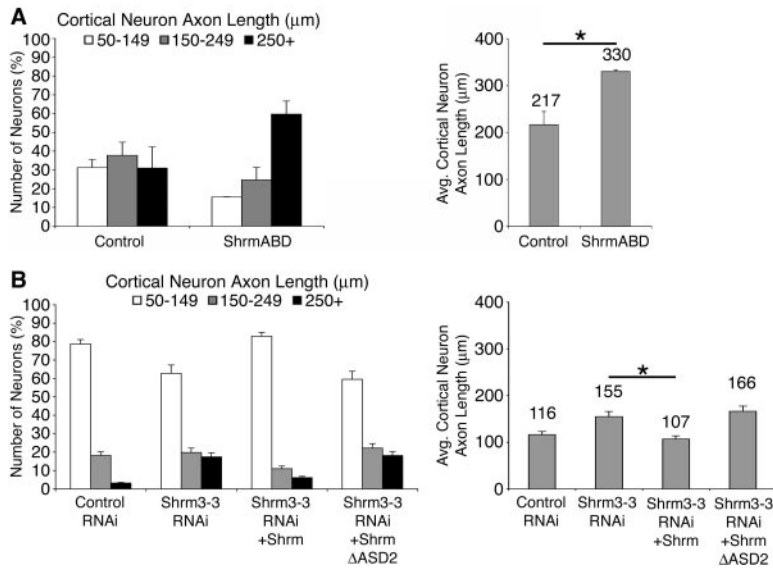 A
Cortical Neuron Axon Length (μm)
50-149 150-249 250+
Number of Neurons (%)
100
90
80
70
60
50
40
30
20
10
0
Control ShrmABD
Avg. Cortical Neuron
Axon Length (μm)
400
300
200
100
0
217
330
*
Control ShrmABD
B
Cortical Neuron Axon Length (μm)
50-149 150-249 250+
Number of Neurons (%)
100
90
80
70
60
50
40
30
20
10
0
Control
RNAi
Shrm3-3
RNAi
Shrm3-3
RNAi
+Shrm
Shrm3-3
RNAi
+Shrm
ΔASD2
Avg. Cortical Neuron
Axon Length (μm)
400
300
200
100
0
116
155
*
107
166
Control
RNAi
Shrm3-3
RNAi
Shrm3-3
RNAi
+Shrm
Shrm3-3
RNAi
+Shrm
ΔASD2